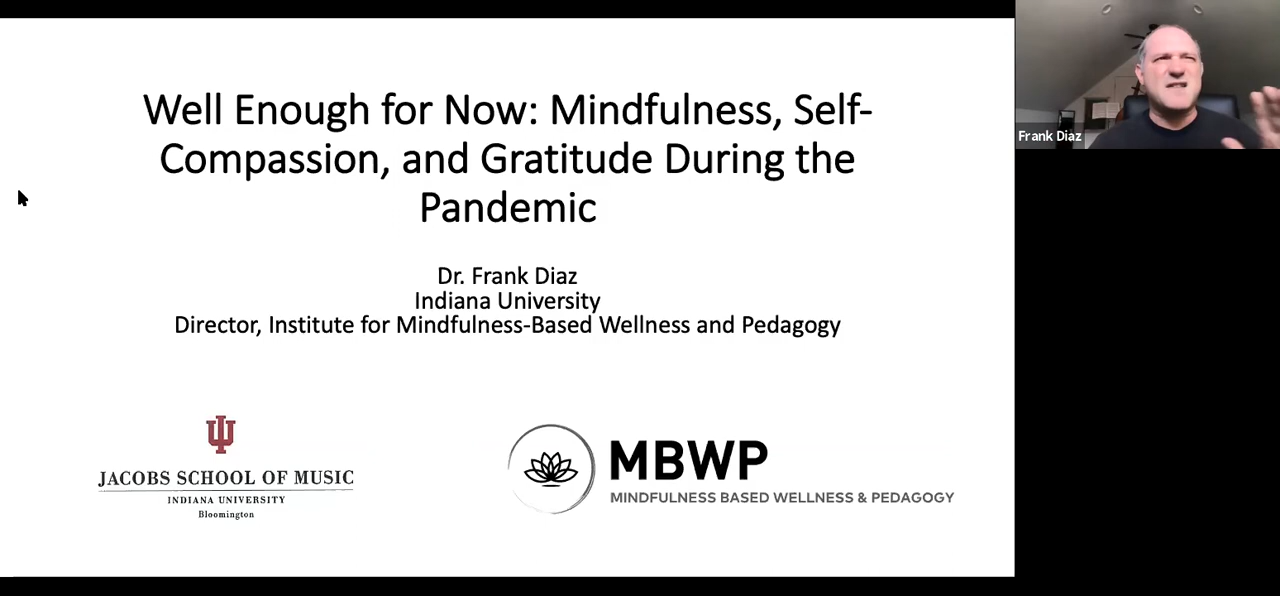 Well Enough for Now: Mindfulness, Self-
Compassion, and Gratitude During the
Pandemic
Dr. Frank Diaz
Indiana University
Director, Institute for Mindfulness-Based Wellness and Pedagogy
JACOBS SCHOOL OF MUSIC
INDIANA UNIVERSITY
Bloomington
MBWP
MINDFULNESS BASED WELLNESS & PEDAGOGY
Frank Diaz